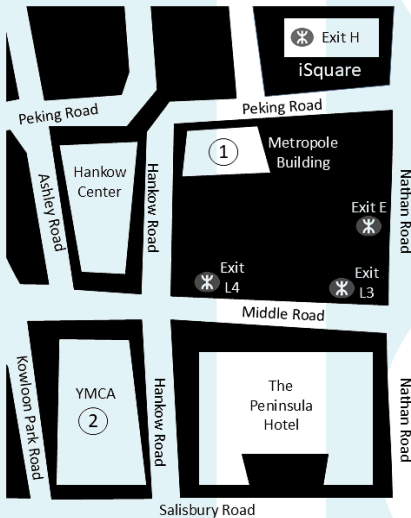 Exit H
iSquare
Peking Road
Peking Road
1
Metropole
Building
Hankow
Center
Hankow Road
Ashley Road
Nathan Road
Exit E
Exit
L4
Exit
L3
Middle Road
Kowloon Park Road
YMCA
2
Hankow Road
The
Peninsula
Hotel
Nathan Road
Salisbury Road